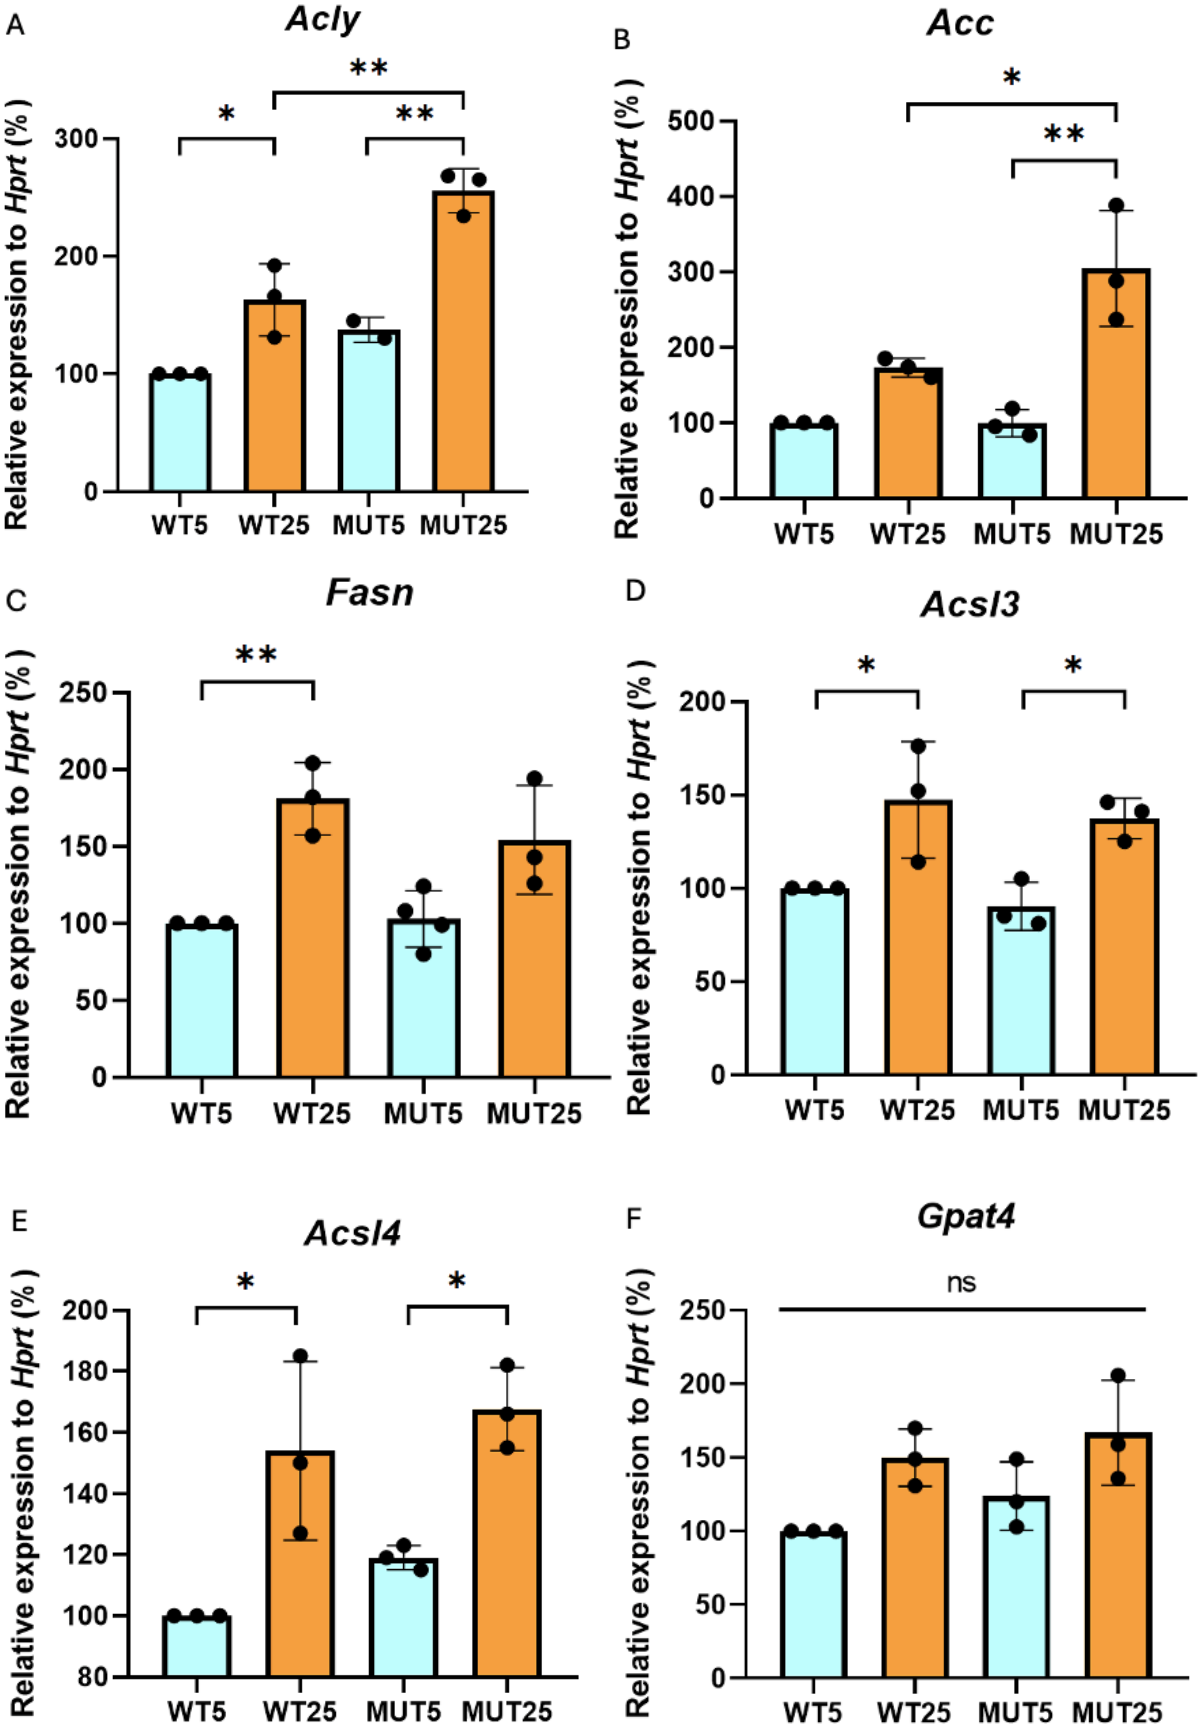 A
Acly
Relative expression to Hprt (%)
**
*
**
300
200
100
0
WT5 WT25 MUT5 MUT25
B
Acc
Relative expression to Hprt (%)
*
**
500
400
300
200
100
0
WT5 WT25 MUT5 MUT25
C
Fasn
Relative expression to Hprt (%)
**
250
200
150
100
50
0
WT5 WT25 MUT5 MUT25
D
Acsl3
Relative expression to Hprt (%)
*
*
200
150
100
50
0
WT5 WT25 MUT5 MUT25
E
Acsl4
Relative expression to Hprt (%)
*
*
200
180
160
140
120
100
80
WT5 WT25 MUT5 MUT25
F
Gpat4
Relative expression to Hprt (%)
ns
250
200
150
100
50
0
WT5 WT25 MUT5 MUT25